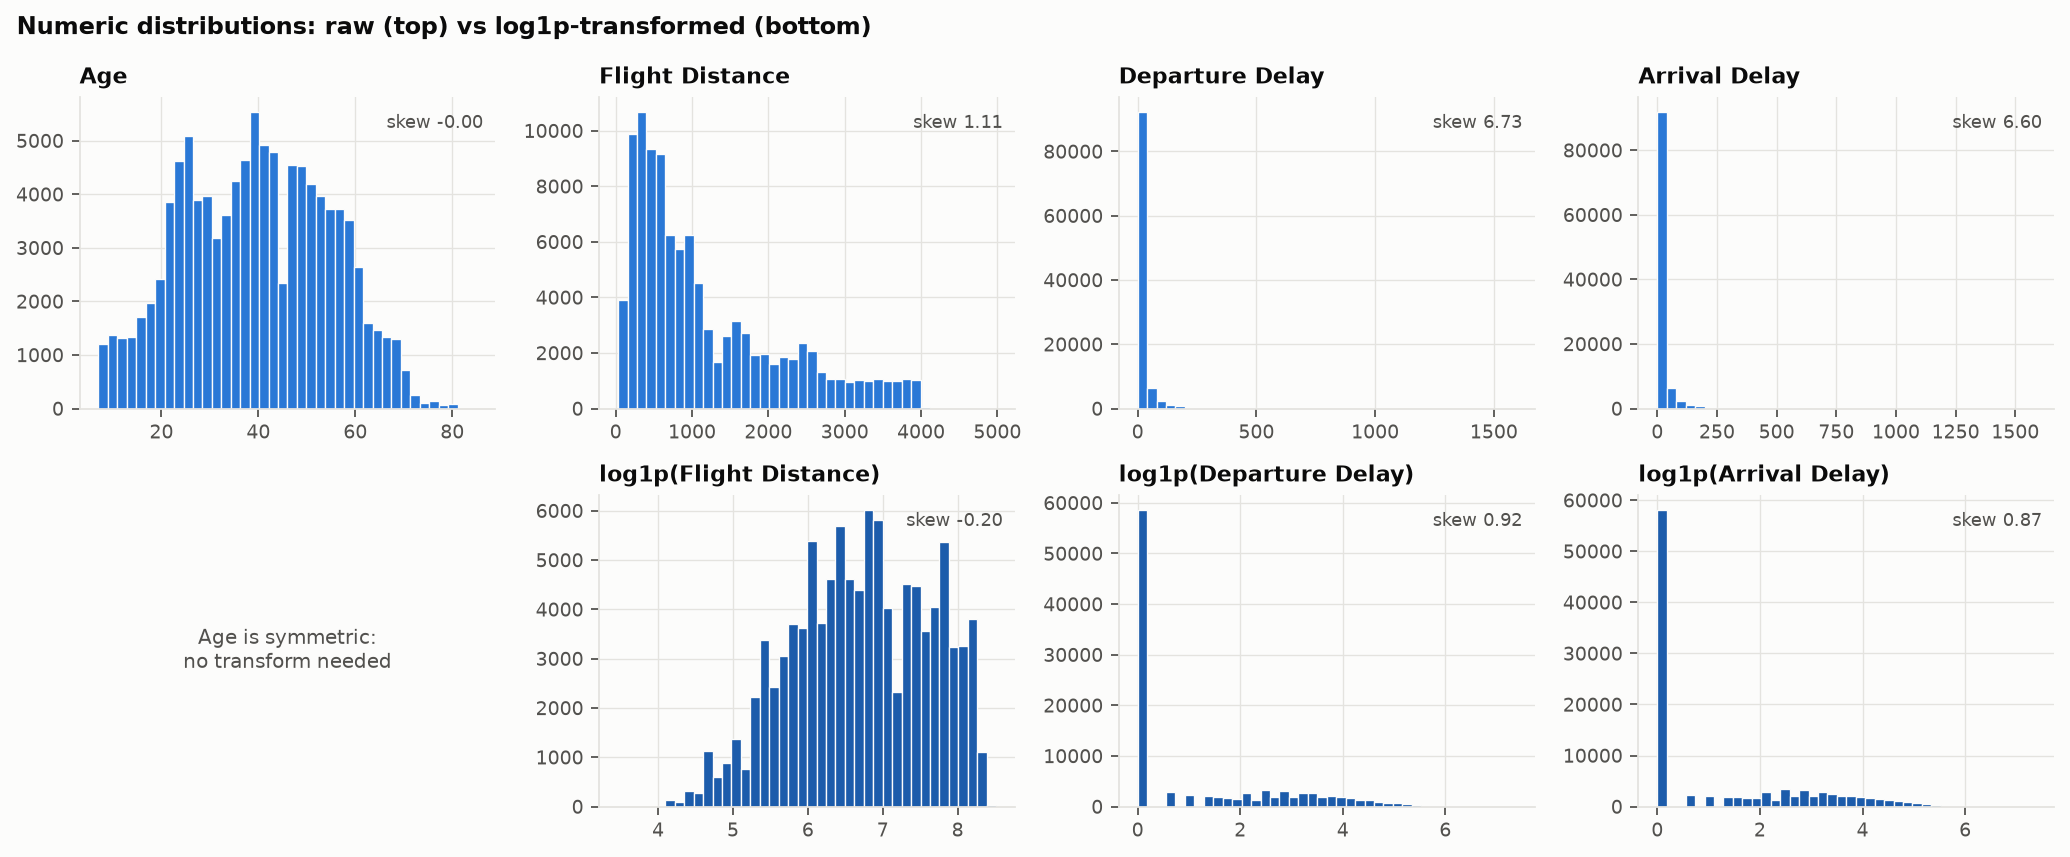 Numeric distributions: raw (top) vs log1p-transformed (bottom)
Age
skew -0.00
5000
4000
3000
2000
1000
0
20 40 60 80
Flight Distance
skew 1.11
10000
8000
6000
4000
2000
0
0 1000 2000 3000 4000 5000
Departure Delay
skew 6.73
80000
60000
40000
20000
0
0 500 1000 1500
Arrival Delay
skew 6.60
80000
60000
40000
20000
0
0 250 500 750 1000 1250 1500
Age is symmetric:
no transform needed
log1p(Flight Distance)
skew -0.20
6000
5000
4000
3000
2000
1000
0
4 5 6 7 8
log1p(Departure Delay)
skew 0.92
60000
50000
40000
30000
20000
10000
0
0 2 4 6
log1p(Arrival Delay)
skew 0.87
60000
50000
40000
30000
20000
10000
0
0 2 4 6